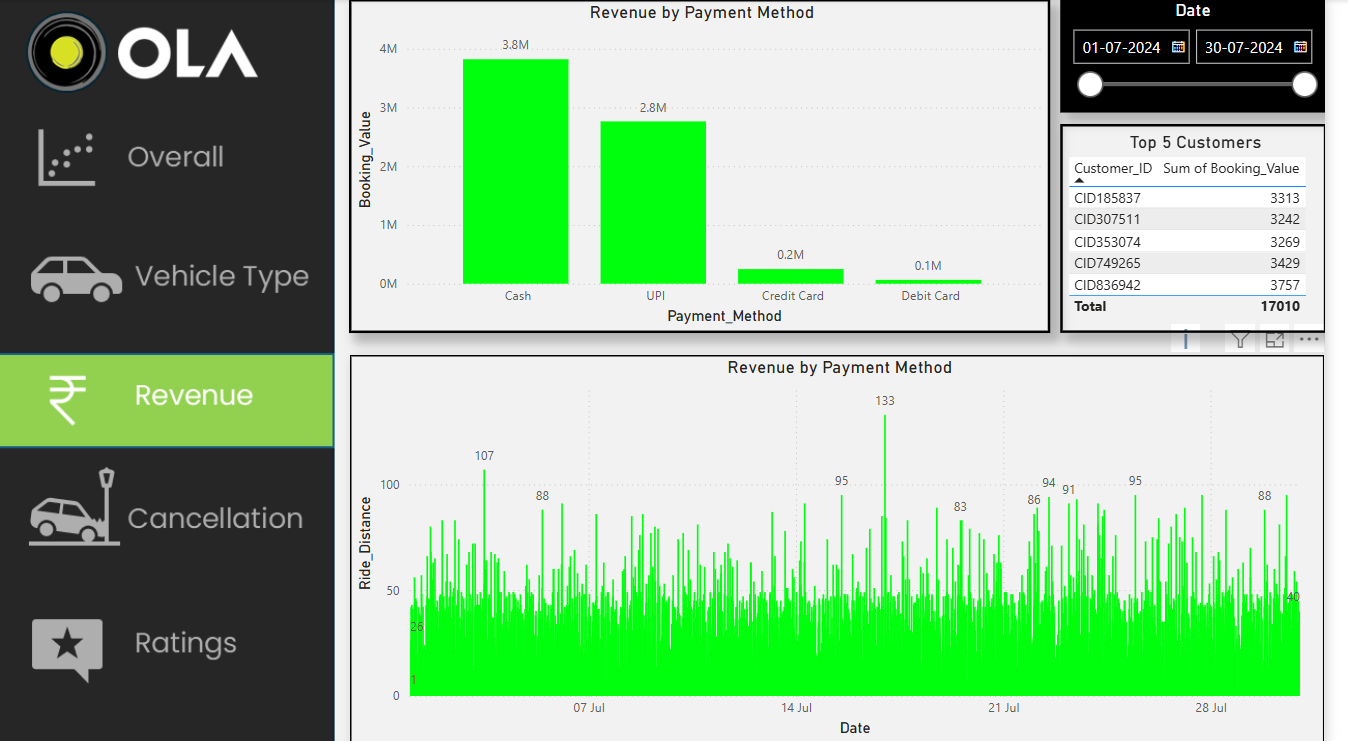 OLA
Overall
Vehicle Type
Revenue
Cancellation
Ratings
Revenue by Payment Method
Booking_Value
4M
3M
2M
1M
0M
3.8M
2.8M
0.2M
0.1M
Cash UPI Credit Card Debit Card
Payment_Method
Date
01-07-2024 30-07-2024
Top 5 Customers
Customer_ID Sum of Booking_Value
CID185837 3313
CID307511 3242
CID353074 3269
CID749265 3429
CID836942 3757
Total 17010
Revenue by Payment Method
Ride_Distance
100
50
0
26
1
107
88
95
133
83
86
94
91
95
88
40
07 Jul 14 Jul 21 Jul 28 Jul
Date